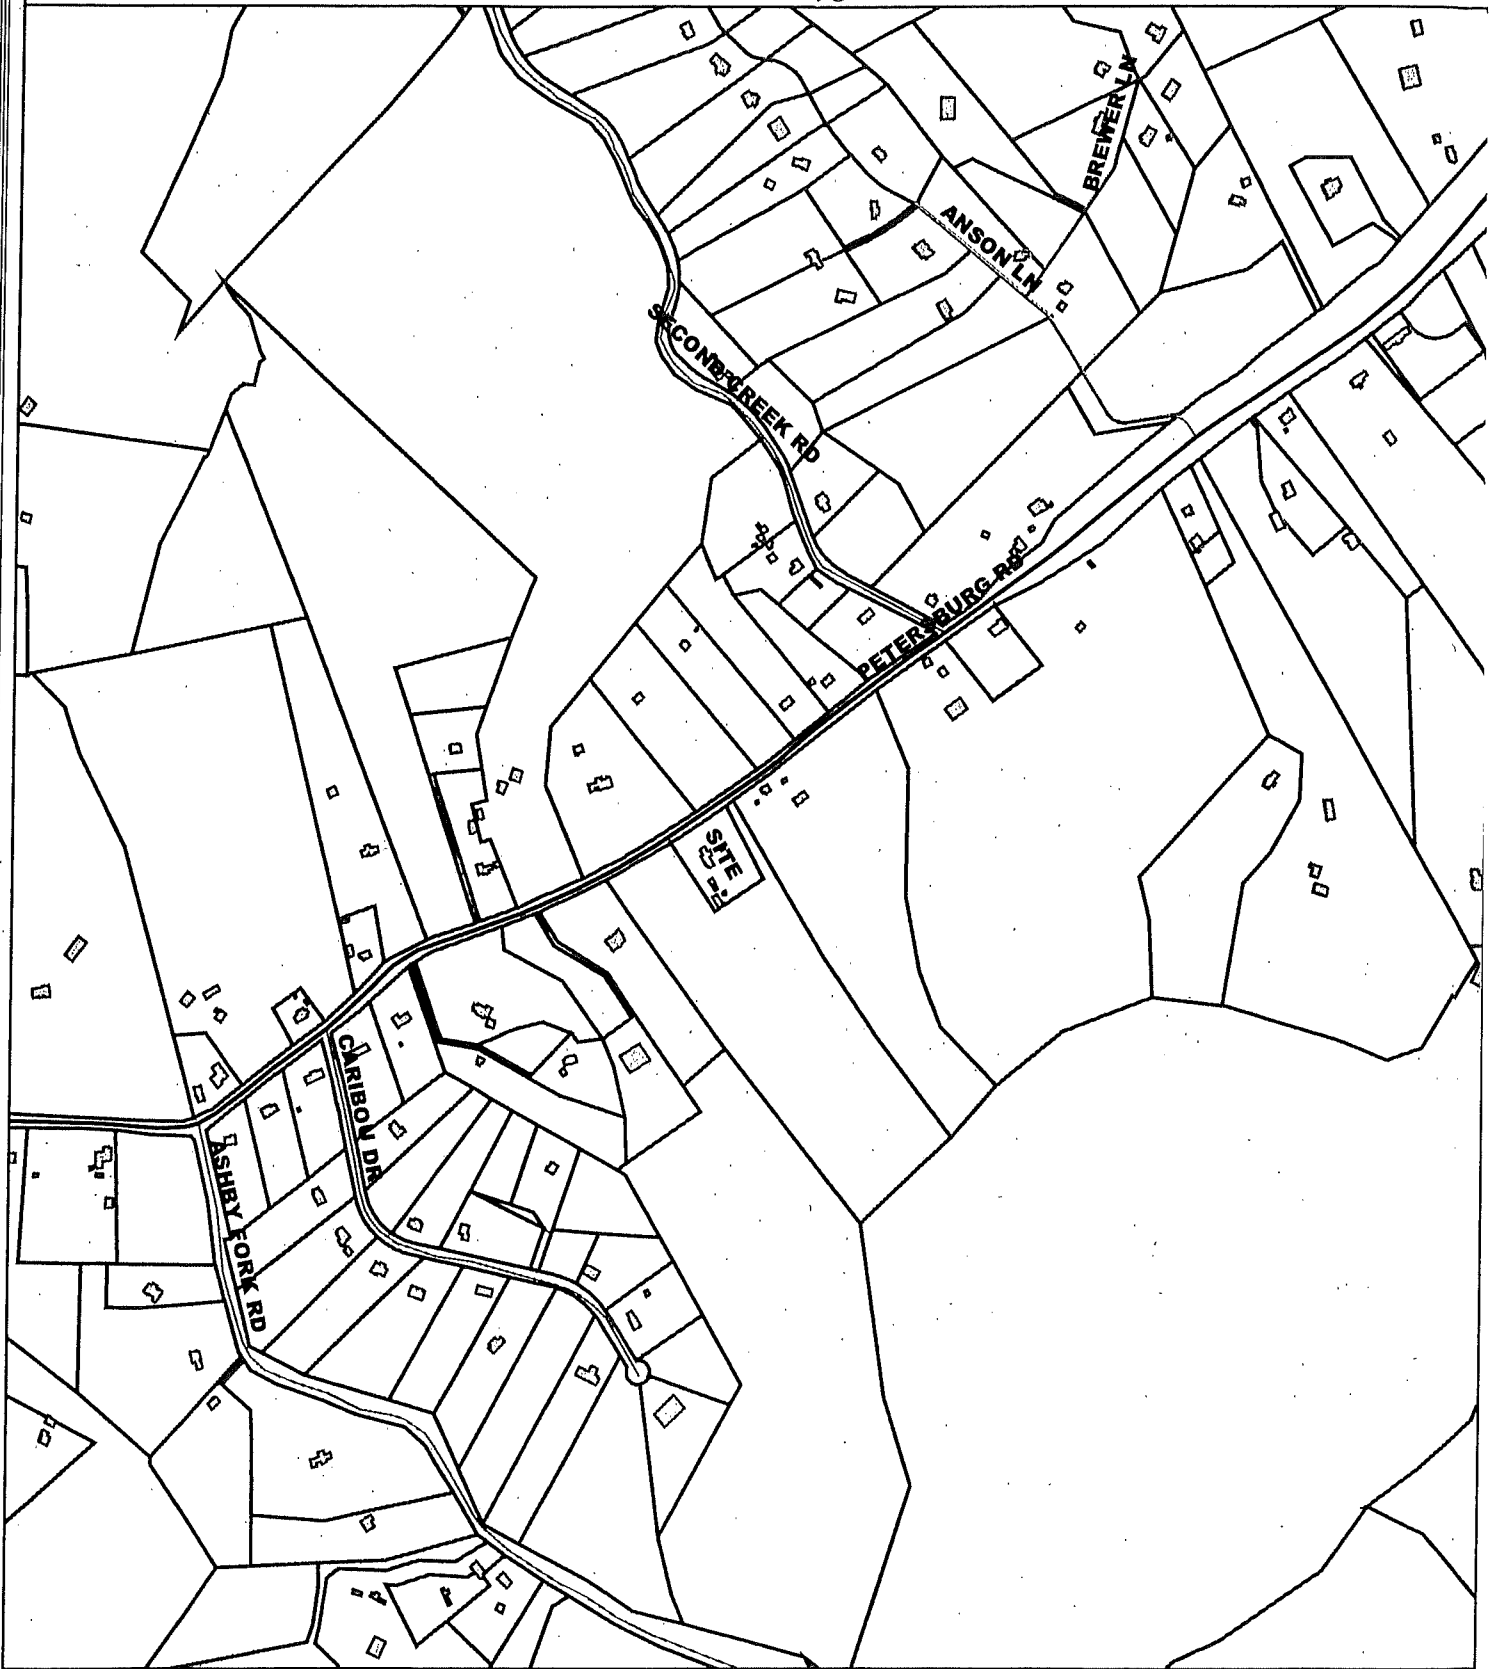 BREWER LN
ANSON LN
SECOND CREEK RD
PETERSBURG RD
SITE
CARIBOU DR
ASHBY FORK RD